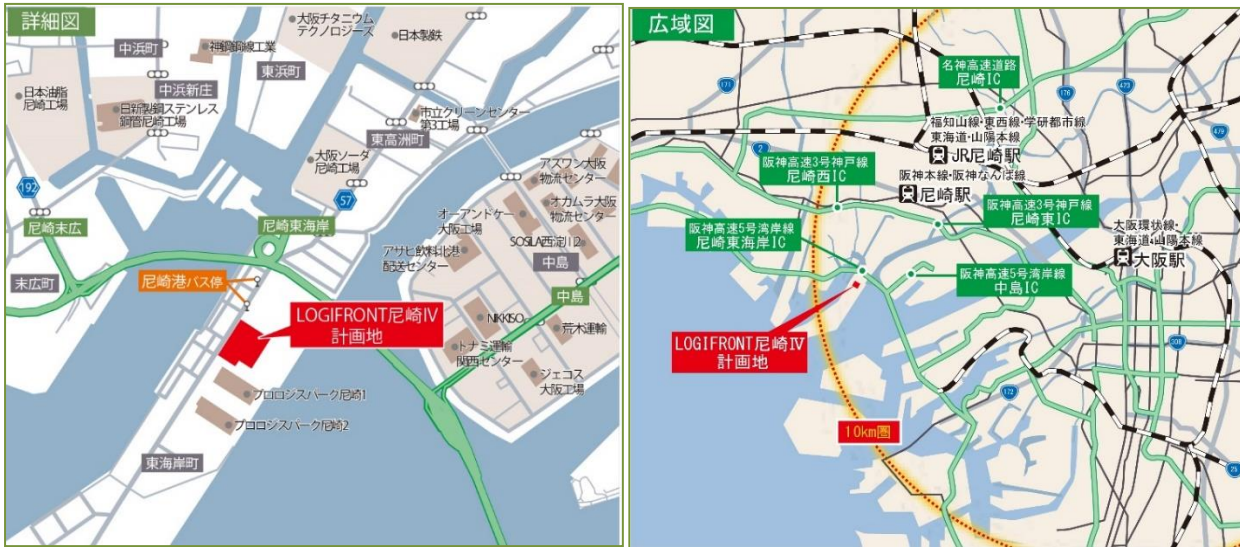 詳細図
中浜町
神鋼鋼線工業
大阪チタニウム
テクノロジーズ
日本製鉄
東浜町
中浜新庄
日本油脂
尼崎工場
日新製鋼ステンレス
鋼管尼崎工場
市立クリーンセンター
第3工場
東高洲町
大阪ソーダ
尼崎工場
アズワン大阪
物流センター
192
57
オカムラ大阪
物流センター
オーアンドケー
大阪工場
尼崎末広
尼崎東海岸
SOSiLA西淀川2
アサヒ飲料北港
配送センター
中島
末広町
尼崎港バス停
中島
LOGIFRONT尼崎Ⅳ
計画地
NIKKISO
荒木運輸
トナミ運輸
関西センター
ジェコス
大阪工場
プロロジスパーク尼崎1
プロロジスパーク尼崎2
東海岸町
広域図
名神高速道路
尼崎IC
171
176
423
479
福知山線・東西線・学研都市線
東海道・山陽本線
JR尼崎駅
2
阪神高速3号神戸線
尼崎西IC
阪神本線・阪神なんば線
尼崎駅
阪神高速3号神戸線
尼崎東IC
阪神高速5号湾岸線
尼崎東海岸IC
大阪環状線・
東海道・山陽本線
大阪駅
阪神高速5号湾岸線
中島IC
LOGIFRONT尼崎Ⅳ
計画地
308
172
10km圏
25